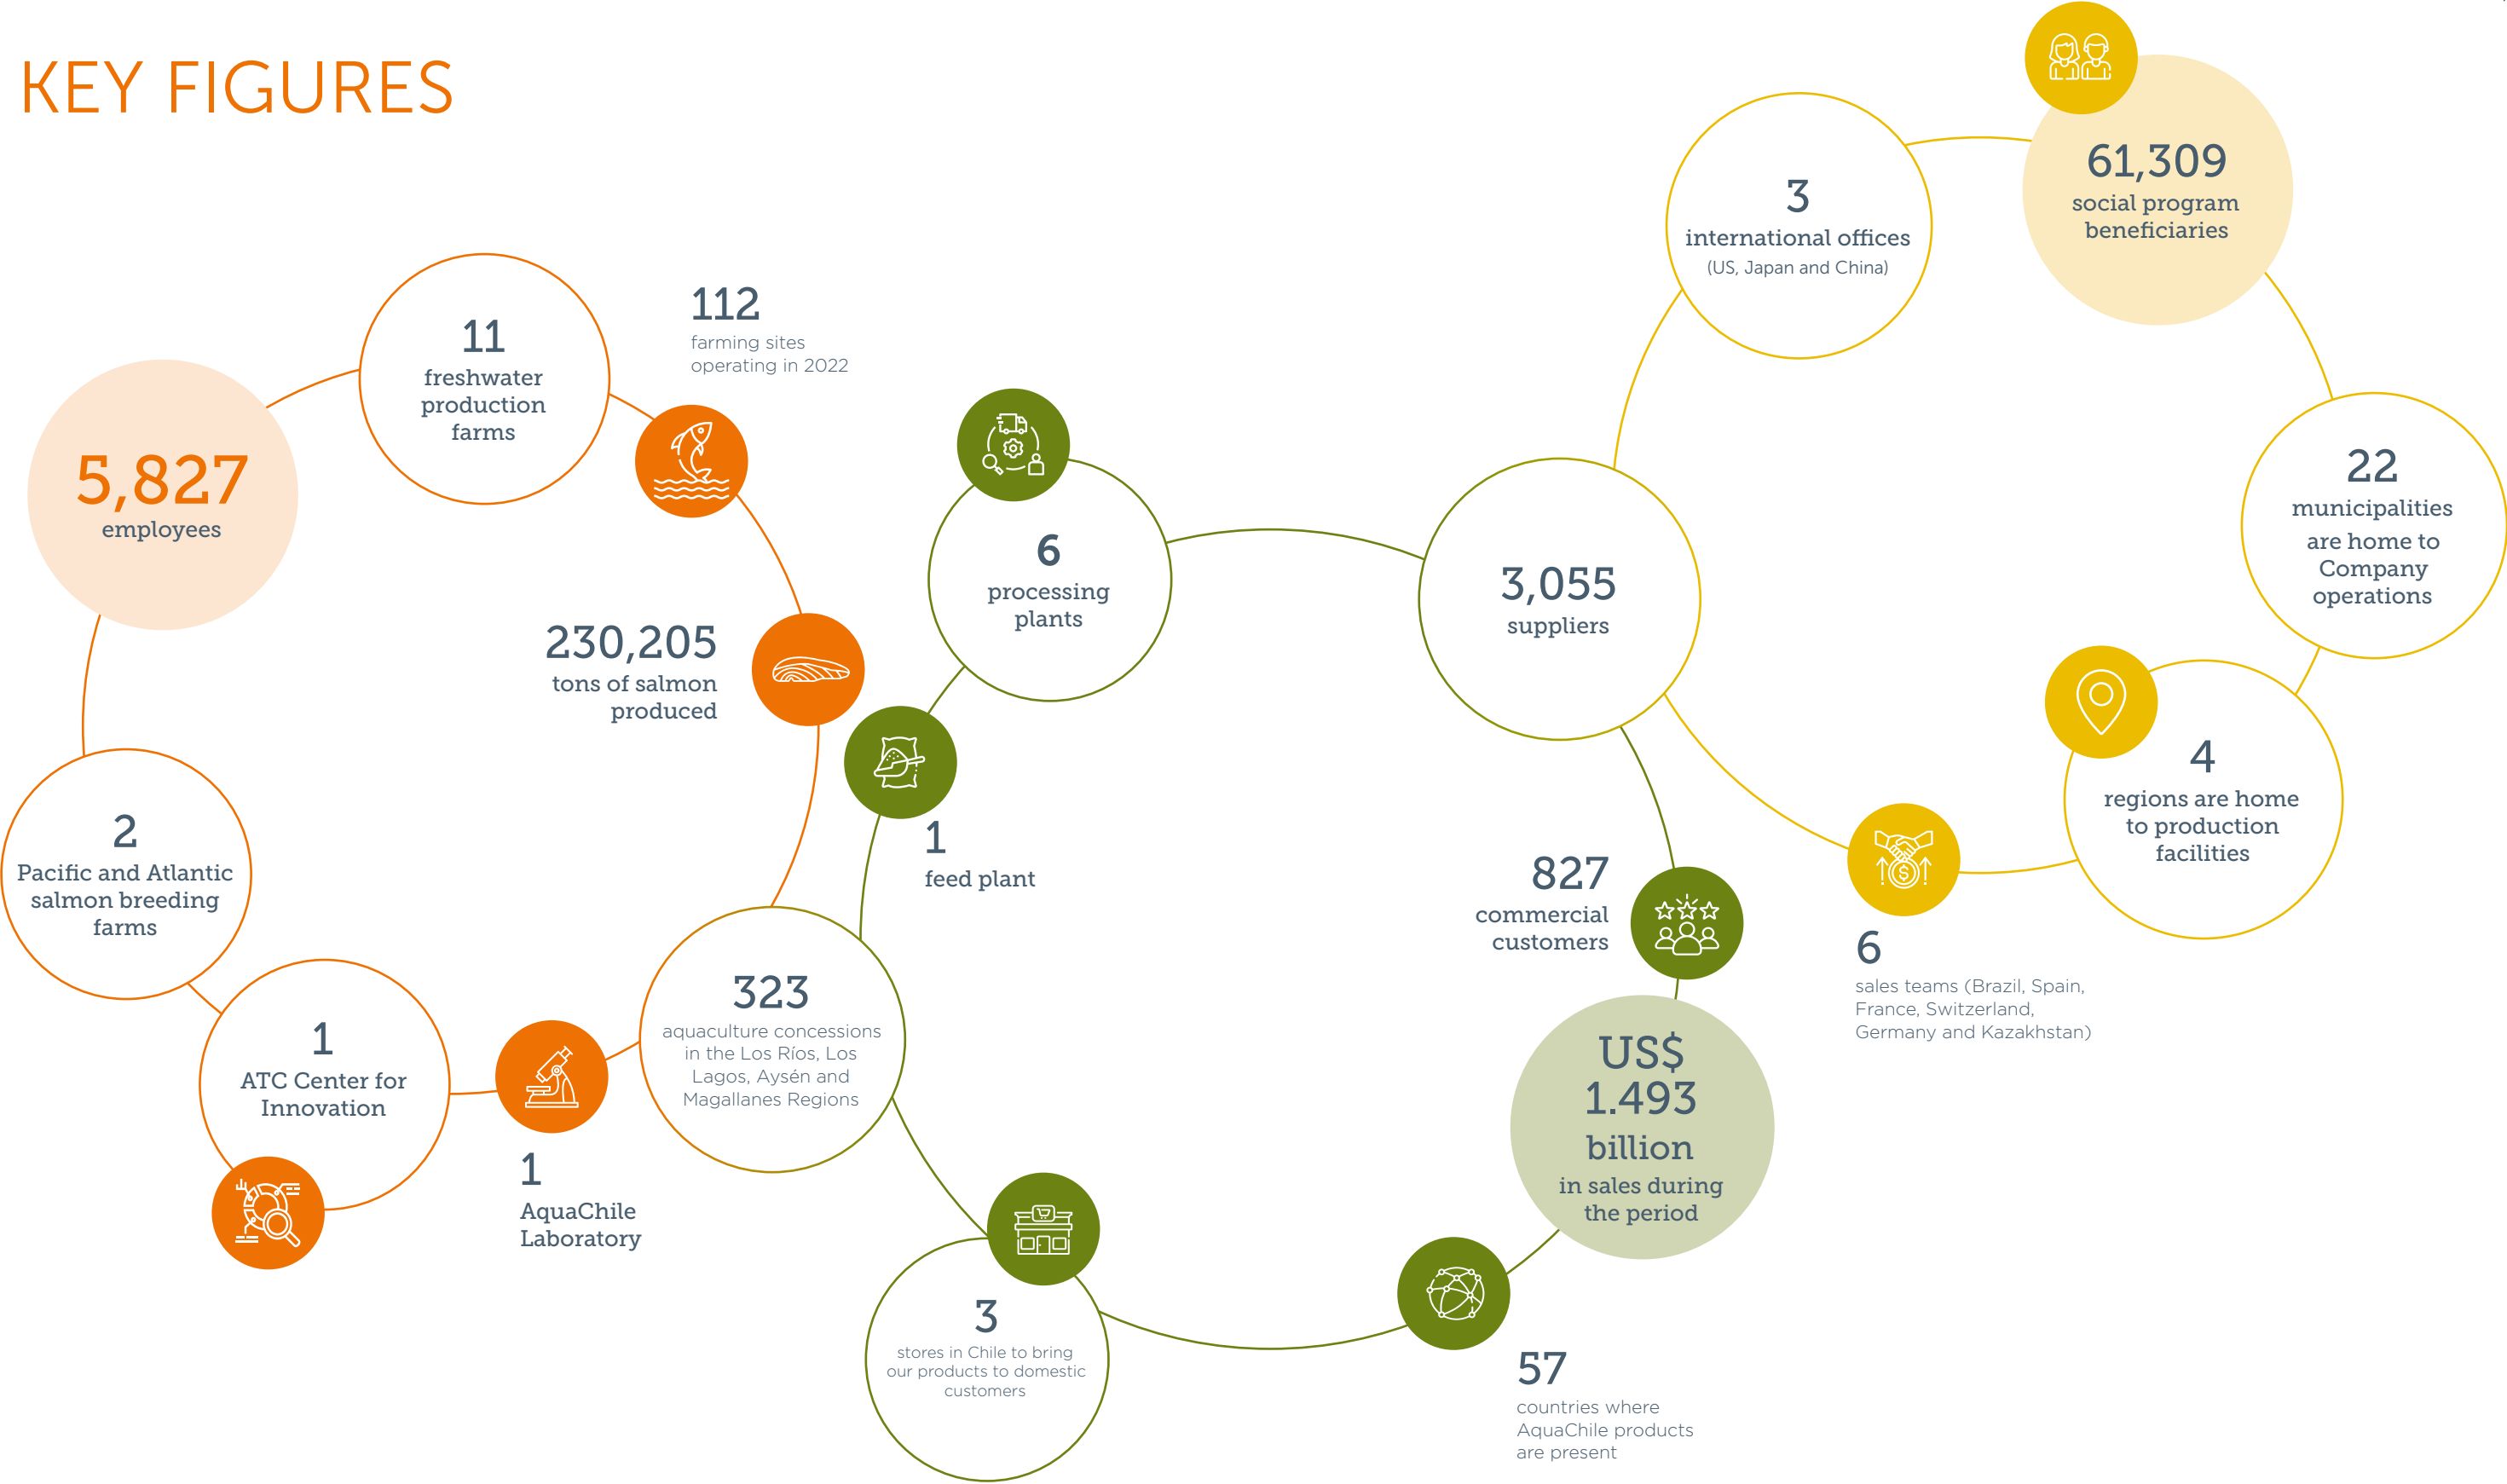 KEY FIGURES
5,827
employees
11
freshwater
production
farms
112
farming sites
operating in 2022
230,205
tons of salmon
produced
2
Pacific and Atlantic
salmon breeding
farms
1
ATC Center for
Innovation
1
AquaChile
Laboratory
323
aquaculture concessions
in the Los Ríos, Los
Lagos, Aysén and
Magallanes Regions
6
processing
plants
1
feed plant
3
stores in Chile to bring
our products to domestic
customers
57
countries where
AquaChile products
are present
US$
1.493
billion
in sales during
the period
827
commercial
customers
3,055
suppliers
3
international offices
(US, Japan and China)
61,309
social program
beneficiaries
22
municipalities
are home to
Company
operations
4
regions are home
to production
facilities
6
sales teams (Brazil, Spain,
France, Switzerland,
Germany and Kazakhstan)